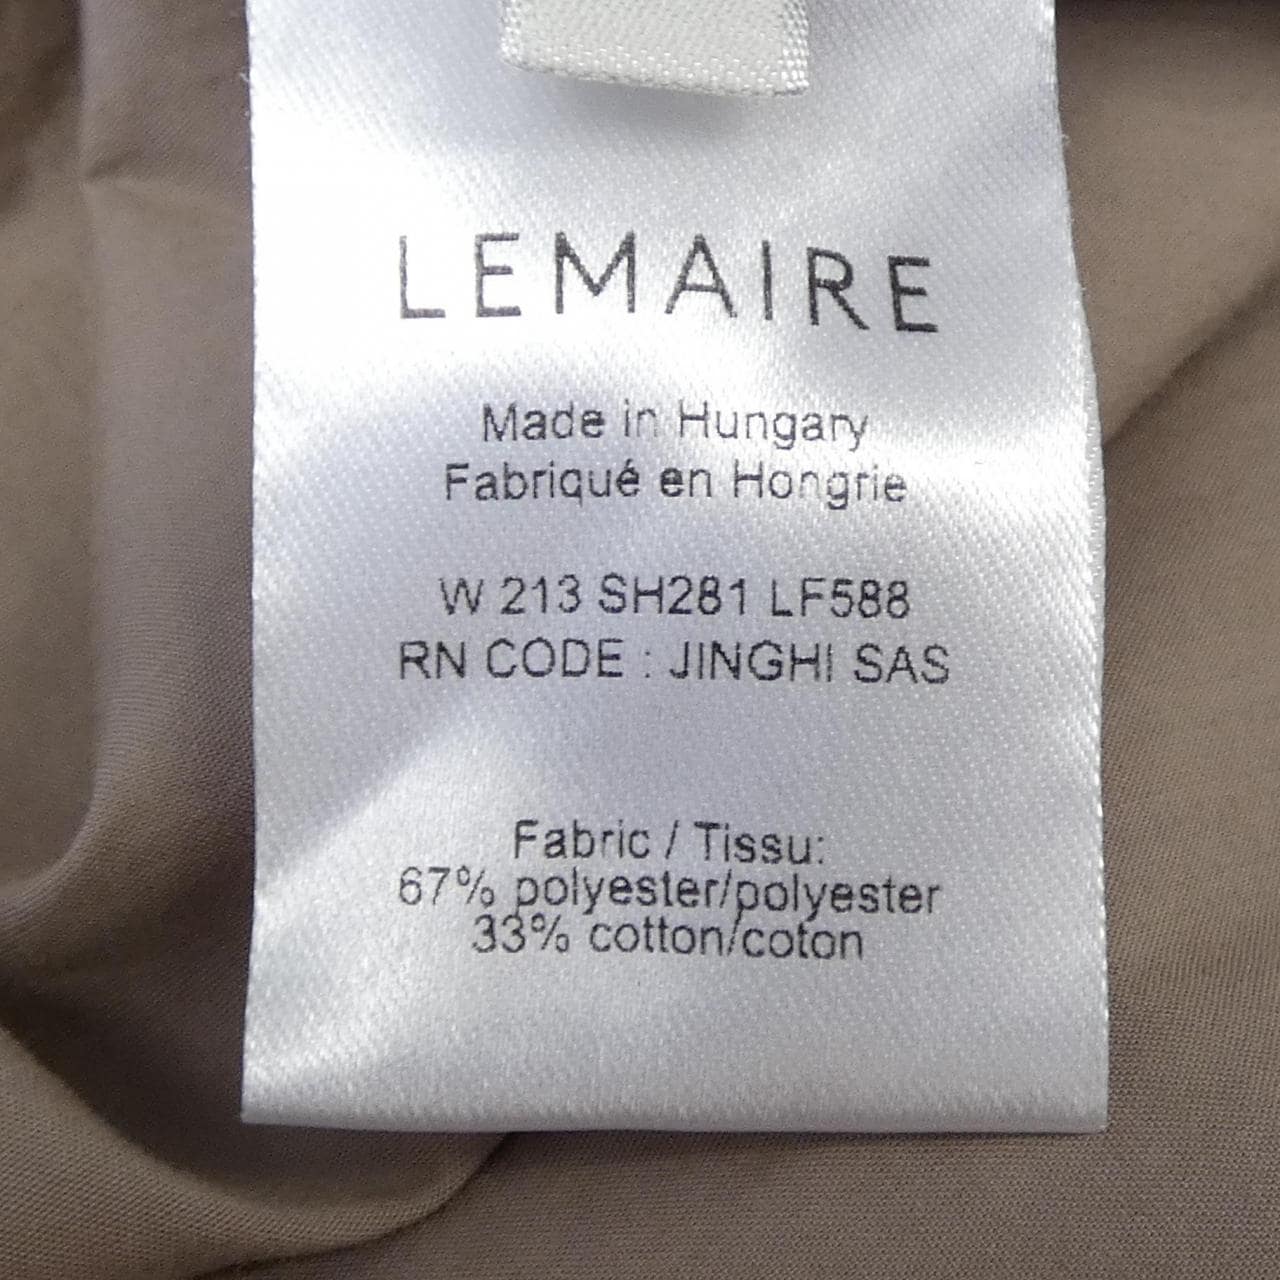 LEMAIRE
Made in Hungary
Fabriqué en Hongrie
W 213 SH281 LF588
RN CODE : JINGHI SAS
Fabric / Tissu:
67% polyester/polyester
33% cotton/coton